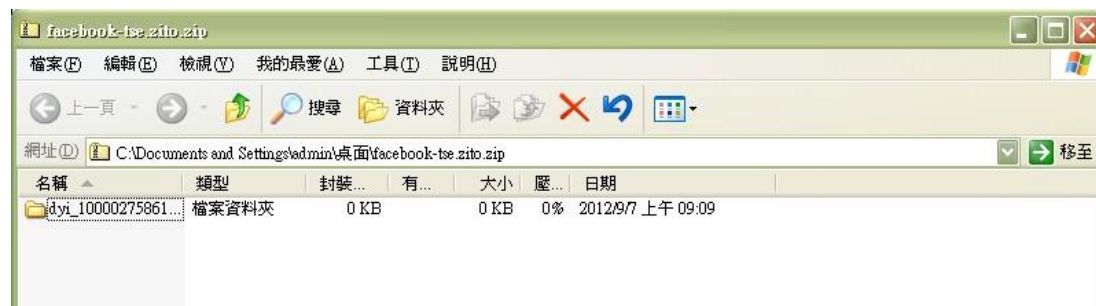 facebook-tse.zito.zip
檔案(F) 編輯(E) 檢視(V) 我的最愛(A) 工具(T) 說明(H)
上一頁 搜尋 資料夾
網址(D) C:\Documents and Settings\admin\桌面\facebook-tse.zito.zip 移至
名稱 類型 封裝... 有... 大小 壓... 日期
dyi_10000275861... 檔案資料夾 0 KB 0 KB 0% 2012/9/7 上午 09:09